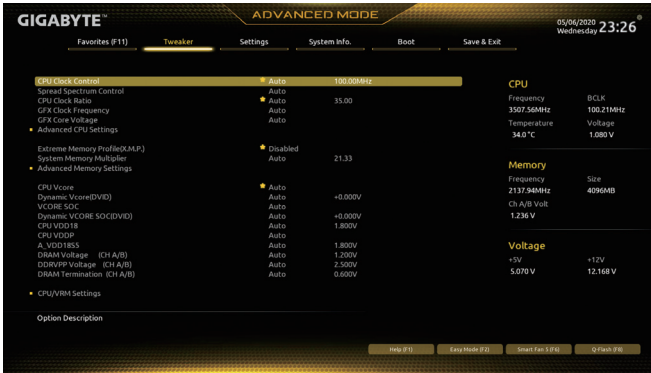 GIGABYTE™
ADVANCED MODE
05/06/2020
Wednesday 23:26
Favorites (F11) Tweaker Settings System Info. Boot Save & Exit
CPU Clock Control Auto 100.00MHz
Spread Spectrum Control Auto
CPU Clock Ratio Auto 35.00
GFX Clock Frequency Auto
GFX Core Voltage Auto
Advanced CPU Settings
Extreme Memory Profile(X.M.P.) Disabled
System Memory Multiplier Auto 21.33
Advanced Memory Settings
CPU Vcore Auto
Dynamic Vcore(DVID) Auto +0.000V
VCORE SOC Auto
Dynamic VCORE SOC(DVID) Auto +0.000V
CPU VDD18 Auto 1.800V
CPU VDDP Auto
A_VDD18S5 Auto 1.800V
DRAM Voltage (CH A/B) Auto 1.200V
DDRVPP Voltage (CH A/B) Auto 2.500V
DRAM Termination (CH A/B) Auto 0.600V
CPU/VRM Settings
Option Description
CPU
Frequency BCLK
3507.56MHz 100.21MHz
Temperature Voltage
34.0 °C 1.080 V
Memory
Frequency Size
2137.94MHz 4096MB
Ch A/B Volt
1.236 V
Voltage
+5V +12V
5.070 V 12.168 V
Help (F1) Easy Mode (F2) Smart Fan 5 (F6) Q-Flash (F8)